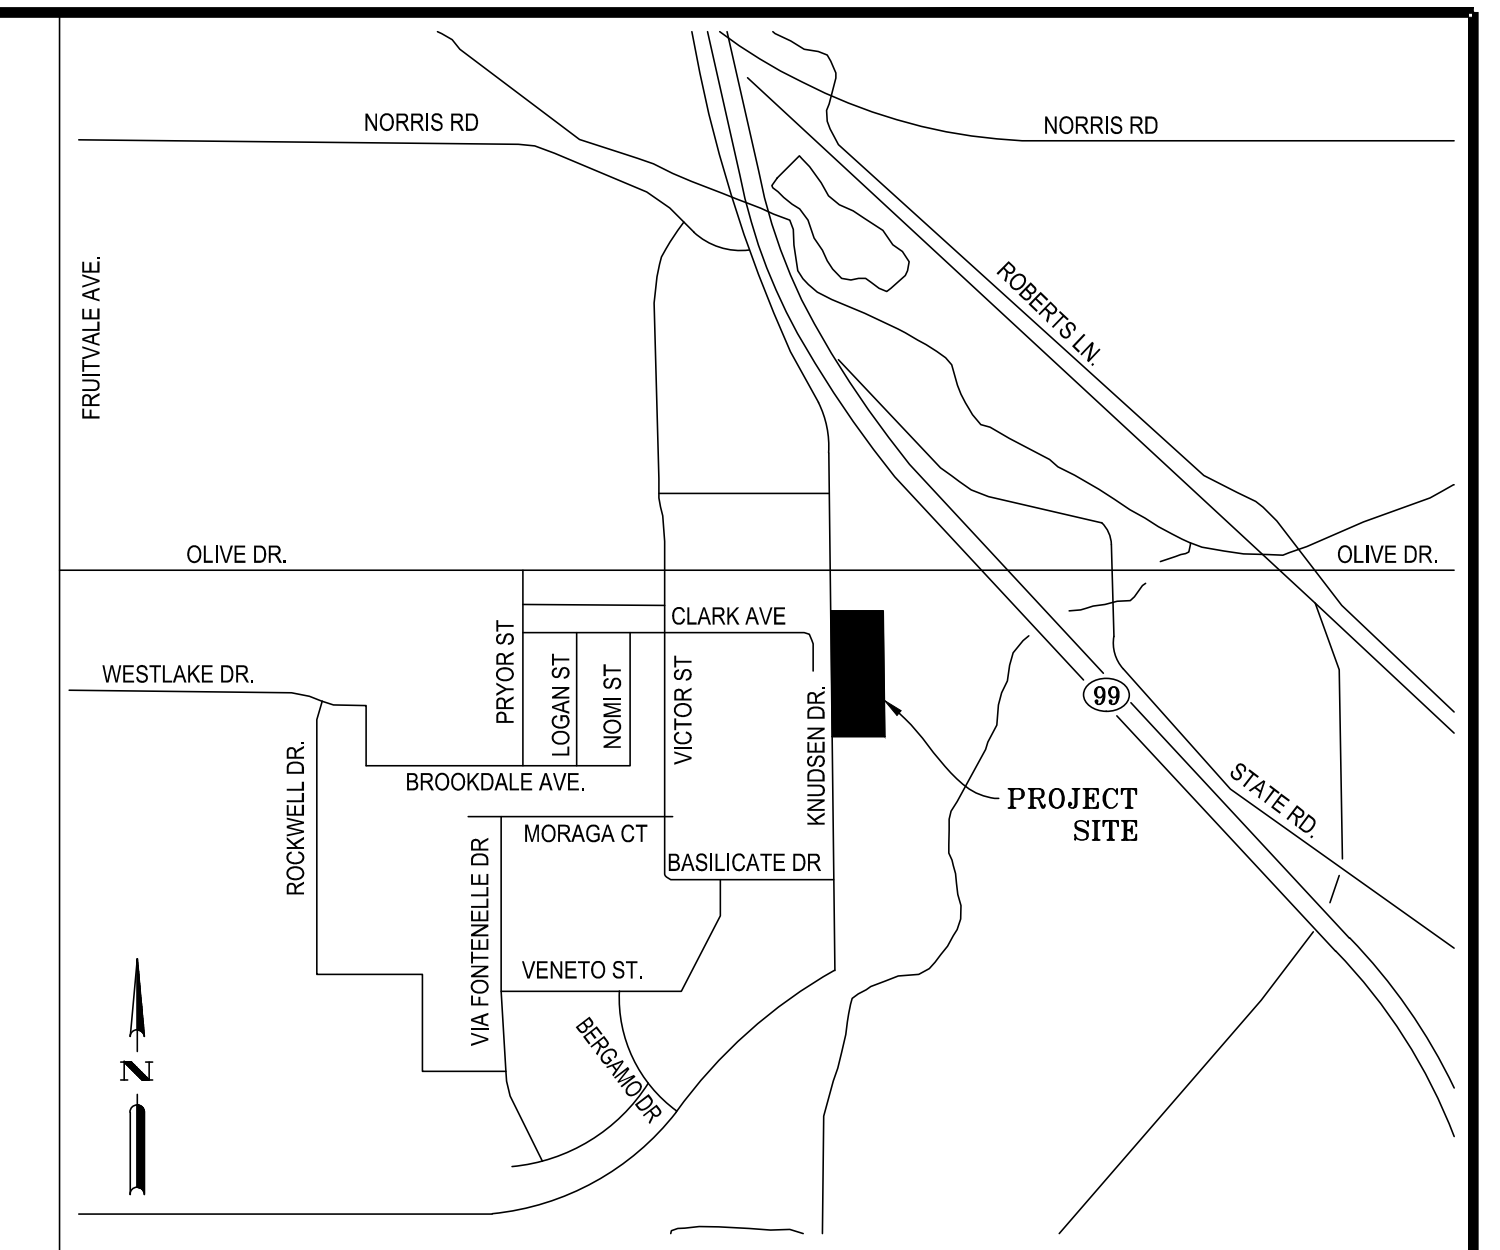 NORRIS RD
NORRIS RD
FRUITVALE AVE.
ROBERTS LN.
OLIVE DR.
OLIVE DR.
CLARK AVE
PRYOR ST
LOGAN ST
NOMI ST
VICTOR ST
KNUDSEN DR.
WESTLAKE DR.
99
ROCKWELL DR.
BROOKDALE AVE.
STATE RD.
PROJECT
SITE
MORAGA CT
BASILICATE DR
VIA FONTENELLE DR
VENETO ST.
BERGAMO DR
N